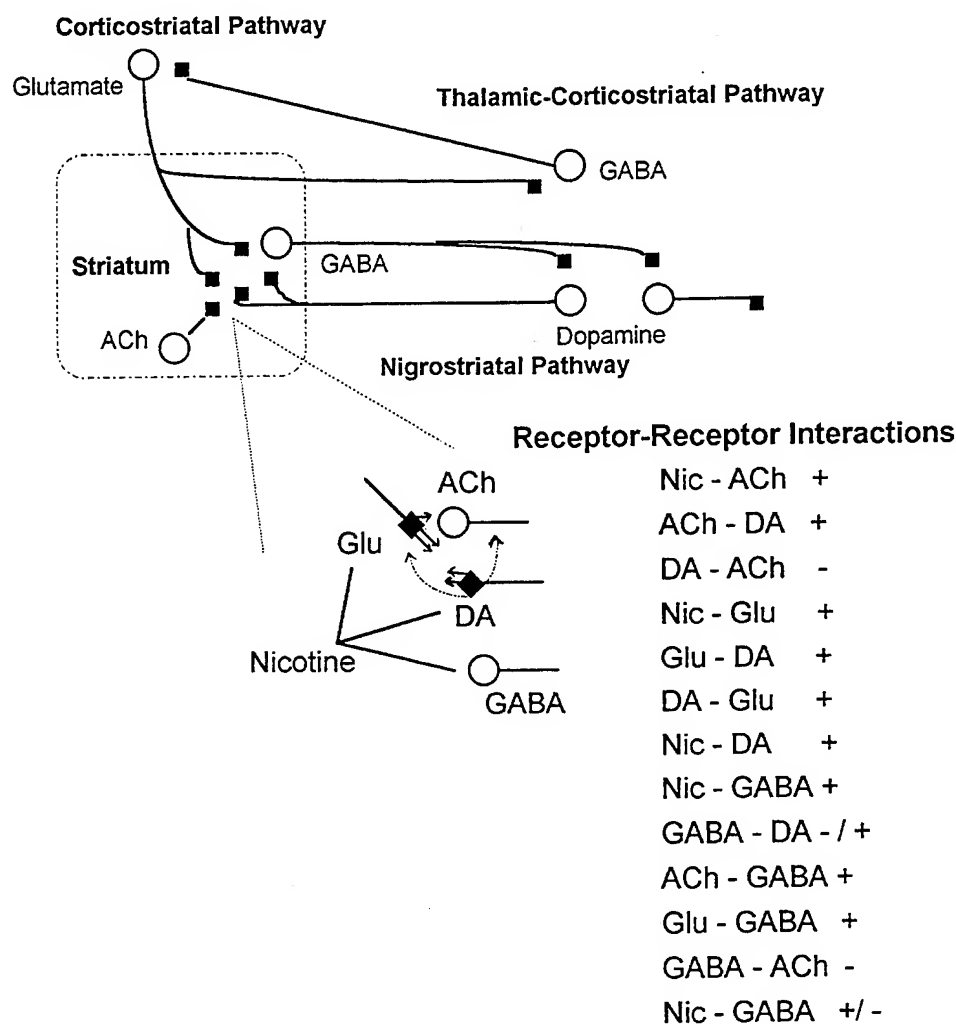 Corticostriatal Pathway
Glutamate
Thalamic-Corticostriatal Pathway
GABA
Striatum
GABA
ACh
Dopamine
Nigrostriatal Pathway
Receptor-Receptor Interactions
ACh
Glu
DA
Nicotine
GABA
Nic - ACh +
ACh - DA +
DA - ACh -
Nic - Glu +
Glu - DA +
DA - Glu +
Nic - DA +
Nic - GABA +
GABA - DA - / +
ACh - GABA +
Glu - GABA +
GABA - ACh -
Nic - GABA +/ -